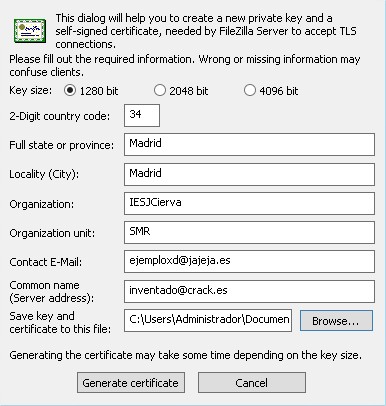 This dialog will help you to create a new private key and a
self-signed certificate, needed by FileZilla Server to accept TLS
connections.
Please fill out the required information. Wrong or missing information may
confuse clients.
Key size: 1280 bit 2048 bit 4096 bit
2-Digit country code: 34
Full state or province: Madrid
Locality (City): Madrid
Organization: IESJCierva
Organization unit: SMR
Contact E-Mail: ejemploxd@jajeja.es
Common name
(Server address): inventado@crack.es
Save key and
certificate to this file: C:\Users\Administrador\Documen Browse...
Generating the certificate may take some time depending on the key size.
Generate certificate Cancel